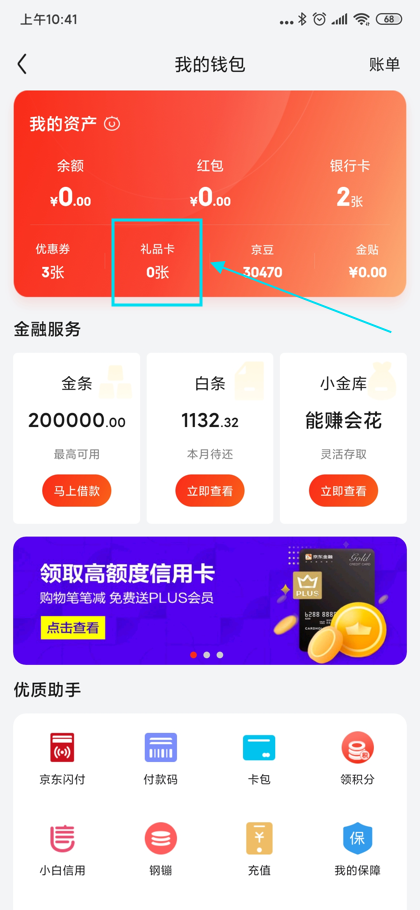 上午10:41
68
我的钱包
账单
我的资产
余额
红包
银行卡
¥0.00
¥0.00
2张
优惠券
礼品卡
京豆
金贴
3张
0张
30470
¥0.00
金融服务
金条
白条
小金库
200000.00
1132.32
能赚会花
最高可用
本月待还
灵活存取
马上借款
立即查看
立即查看
领取高额度信用卡
购物笔笔减 免费送PLUS会员
点击查看
京东金融
Gold
CREDIT CARD
PLUS
优质助手
京东闪付
付款码
卡包
领积分
保
小白信用
钢镚
充值
我的保障